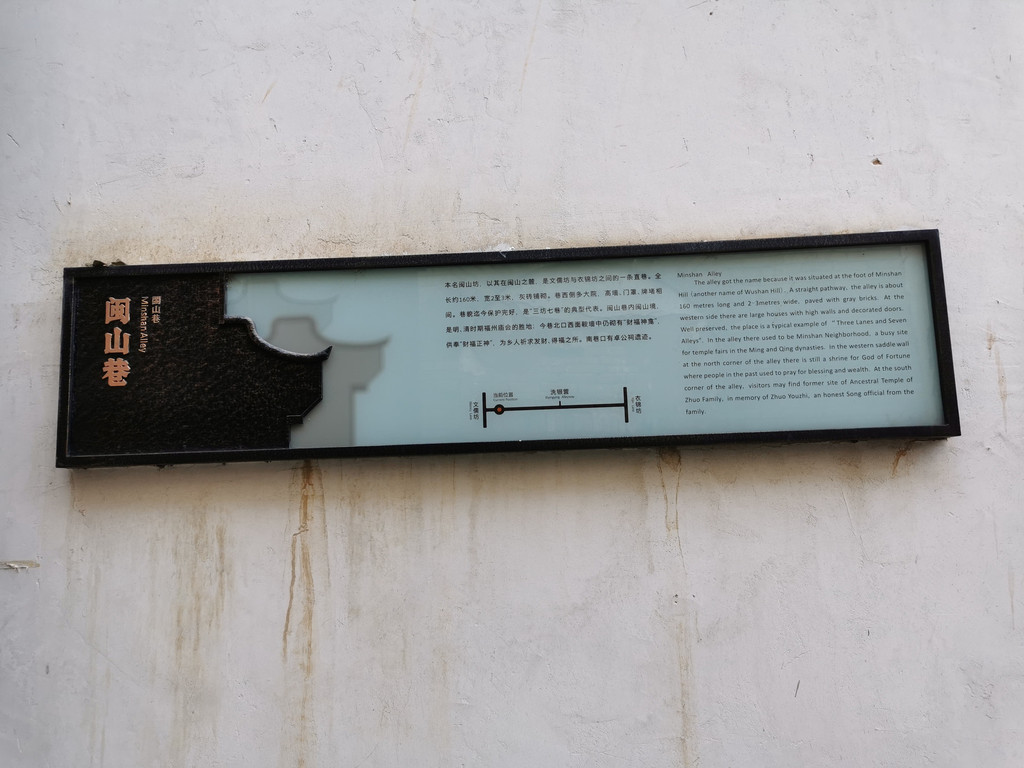 闽山巷
闽山巷
Minshan Alley
本名闽山坊，以其在闽山之麓，是文儒坊与衣锦坊之间的一条直巷。全
长约160米，宽2至3米，灰砖铺砌。巷西侧多大院，高墙、门罩、墀堵相
间。巷貌迄今保护完好，是“三坊七巷”的典型代表。闽山巷内闽山境，
是明、清时期福州庙会的胜地；今巷北口西面鞍墙中仍砌有“财福神龛”，
供奉“财福正神”，为乡人祈求发财、得福之所。南巷口有卓公祠遗迹。
文儒坊
当前位置
Current Position
洗银营
衣锦坊
Minshan Alley
The alley got the name because it was situated at the foot of Minshan
Hill (another name of Wushan Hill). A straight pathway, the alley is about
160 metres long and 2-3metres wide, paved with gray bricks. At the
western side there are large houses with high walls and decorated doors.
Well preserved, the place is a typical example of "Three Lanes and Seven
Alleys". In the alley there used to be Minshan Neighborhood, a busy site
for temple fairs in the Ming and Qing dynasties. In the western saddle wall
at the north corner of the alley there is still a shrine for God of Fortune
where people in the past used to pray for blessing and wealth. At the south
corner of the alley, visitors may find former site of Ancestral Temple of
Zhuo Family, in memory of Zhuo Youzhi, an honest Song official from the
family.